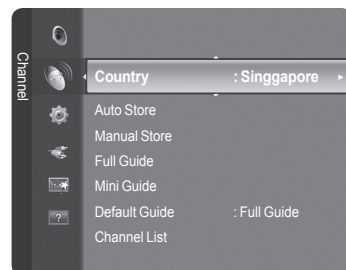 Channel
Country : Singgapore
Auto Store
Manual Store
Full Guide
Mini Guide
Default Guide : Full Guide
Channel List
?